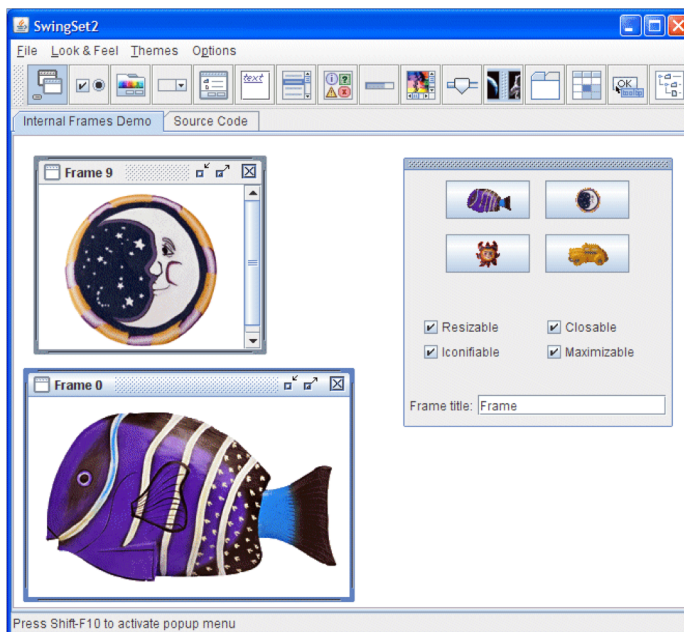 SwingSet2
File Look & Feel Themes Options
text
OK
tooltip
Internal Frames Demo Source Code
Frame 9
Resizable Closable
Iconifiable Maximizable
Frame 0
Frame title: Frame
Press Shift-F10 to activate popup menu